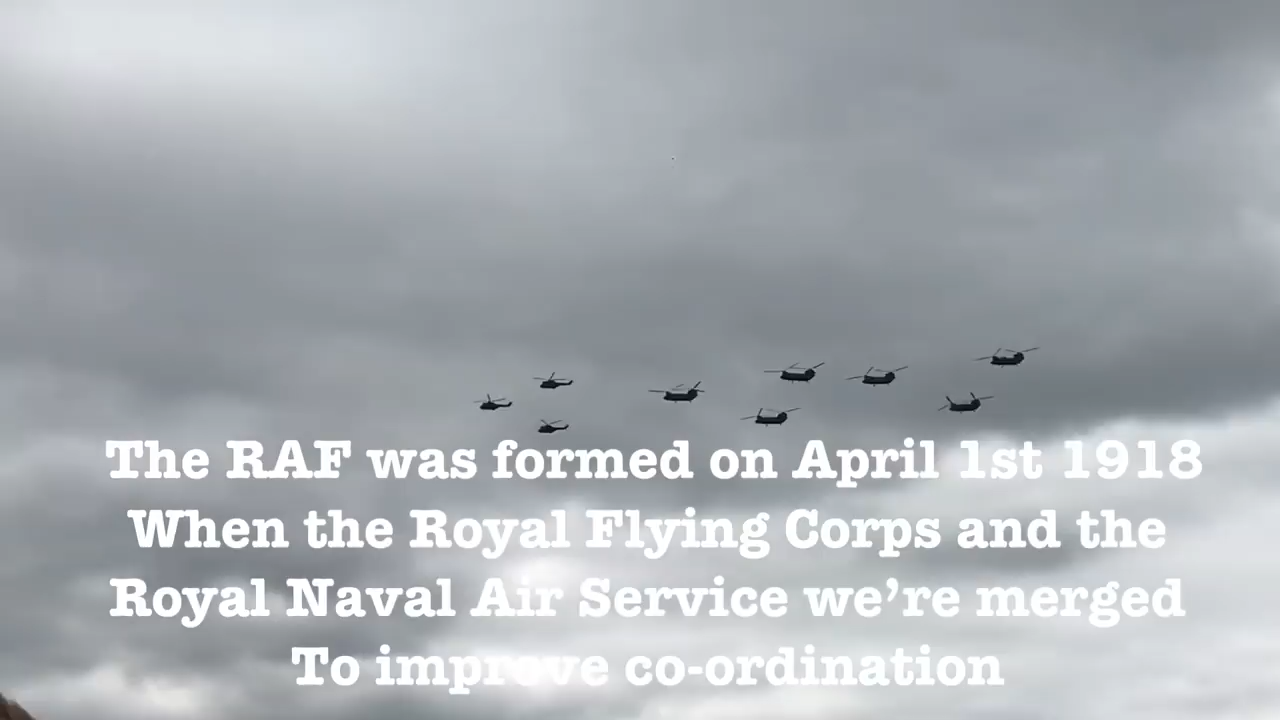 The RAF was formed on April 1st 1918
When the Royal Flying Corps and the
Royal Naval Air Service we’re merged
To improve co-ordination